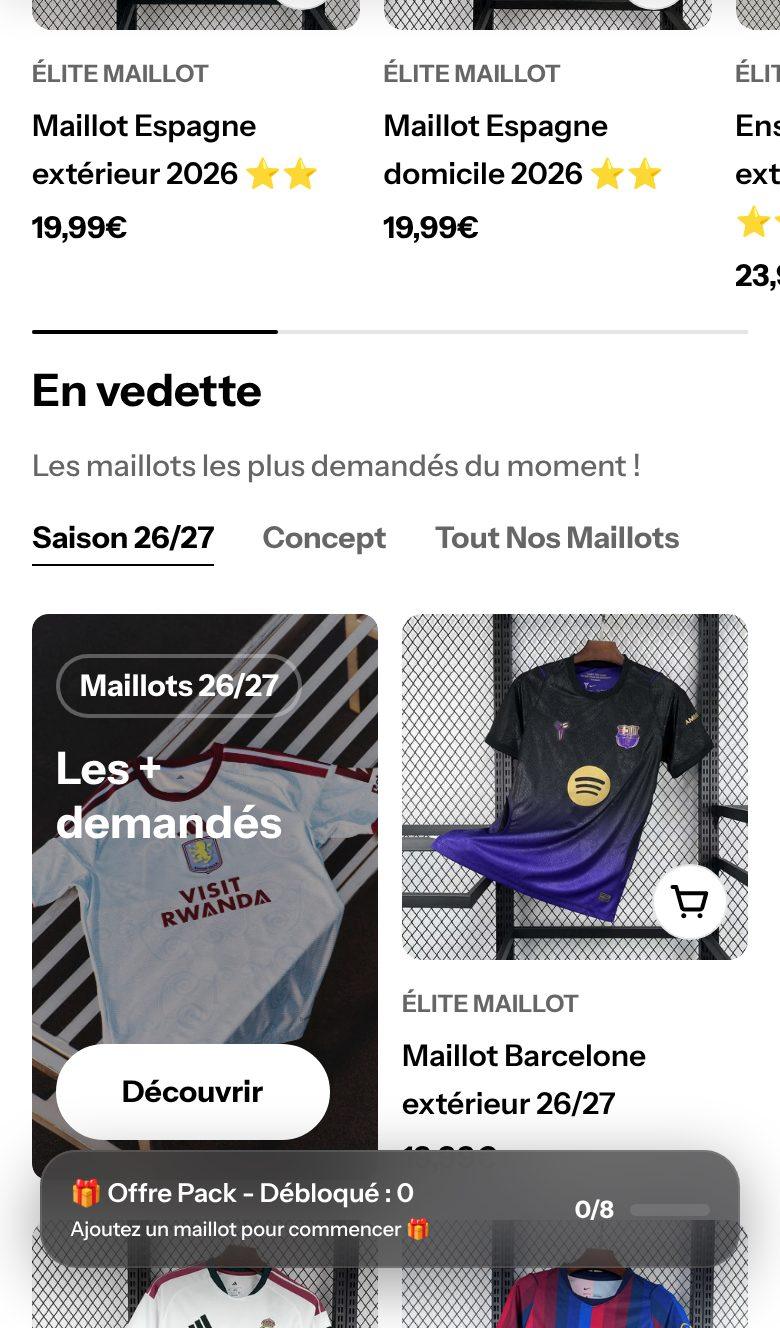 ÉLITE MAILLOT
Maillot Espagne
extérieur 2026 ⭐⭐
19,99€
ÉLITE MAILLOT
Maillot Espagne
domicile 2026 ⭐⭐
19,99€
En vedette
Les maillots les plus demandés du moment !
Saison 26/27 Concept Tout Nos Maillots
Maillots 26/27
Les +
demandés
VISIT
RWANDA
Découvrir
ÉLITE MAILLOT
Maillot Barcelone
extérieur 26/27
🎁 Offre Pack - Débloqué : 0
Ajoutez un maillot pour commencer 🎁
0/8